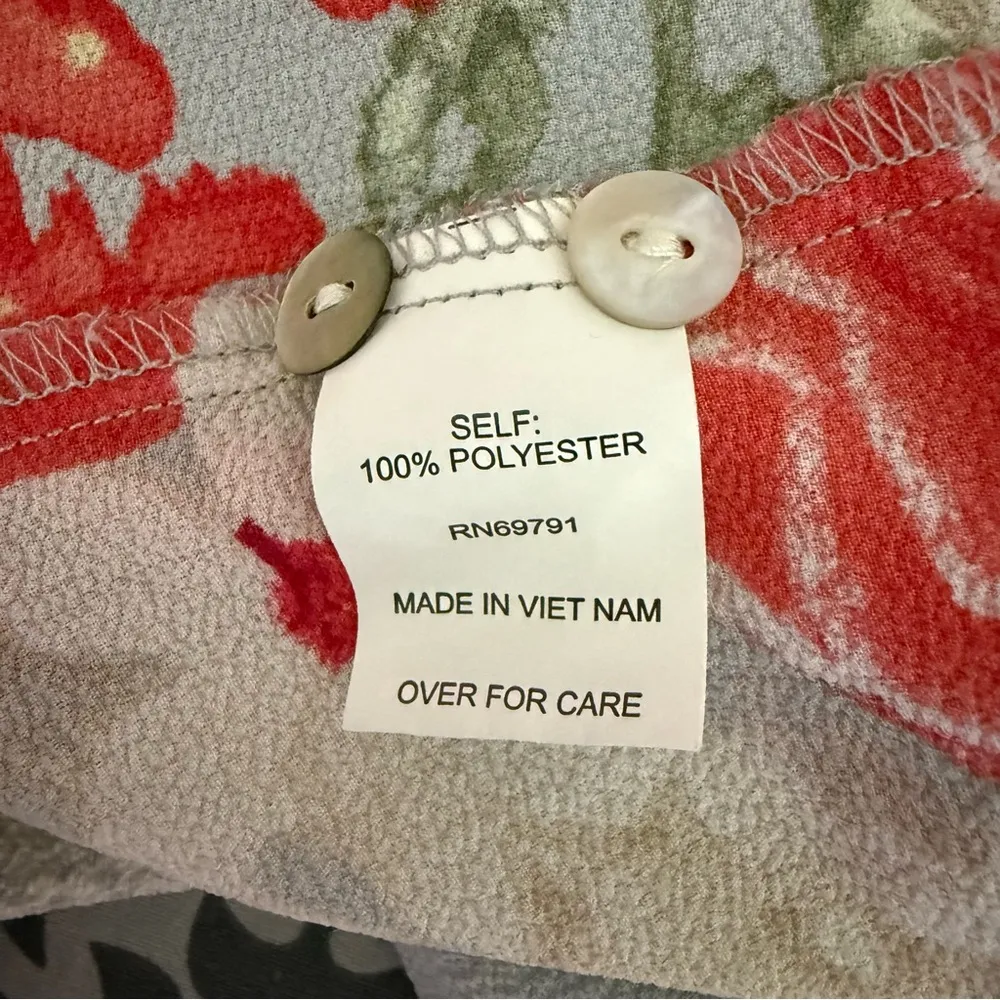 SELF:
100% POLYESTER
RN69791
MADE IN VIET NAM
OVER FOR CARE